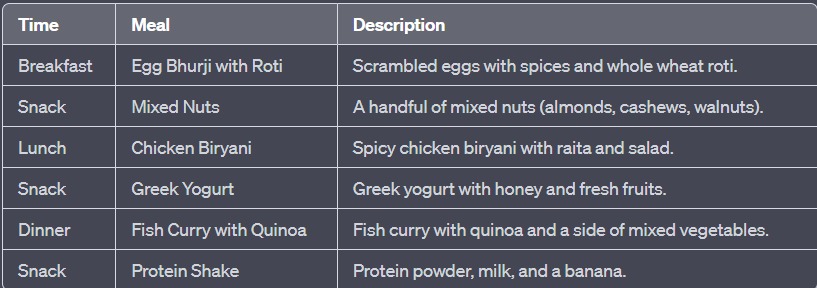 Time Meal Description
Breakfast Egg Bhurji with Roti Scrambled eggs with spices and whole wheat roti.
Snack Mixed Nuts A handful of mixed nuts (almonds, cashews, walnuts).
Lunch Chicken Biryani Spicy chicken biryani with raita and salad.
Snack Greek Yogurt Greek yogurt with honey and fresh fruits.
Dinner Fish Curry with Quinoa Fish curry with quinoa and a side of mixed vegetables.
Snack Protein Shake Protein powder, milk, and a banana.